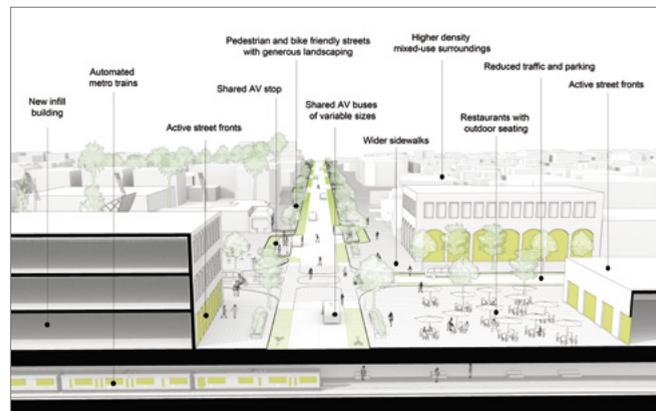 Pedestrian and bike friendly streets
with generous landscaping
Higher density
mixed-use surroundings
Automated
metro trains
Reduced traffic and parking
Shared AV stop
Active street fronts
New infill
building
Shared AV buses
of variable sizes
Restaurants with
outdoor seating
Active street fronts
Wider sidewalks